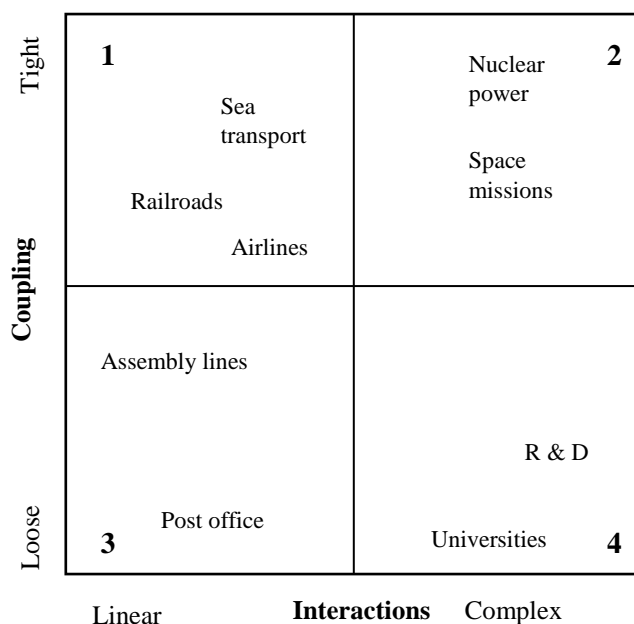 Tight
1
2
Nuclear
power
Sea
transport
Space
missions
Railroads
Airlines
Coupling
Assembly lines
R & D
Post office
Universities
Loose
3
4
Linear
Interactions
Complex